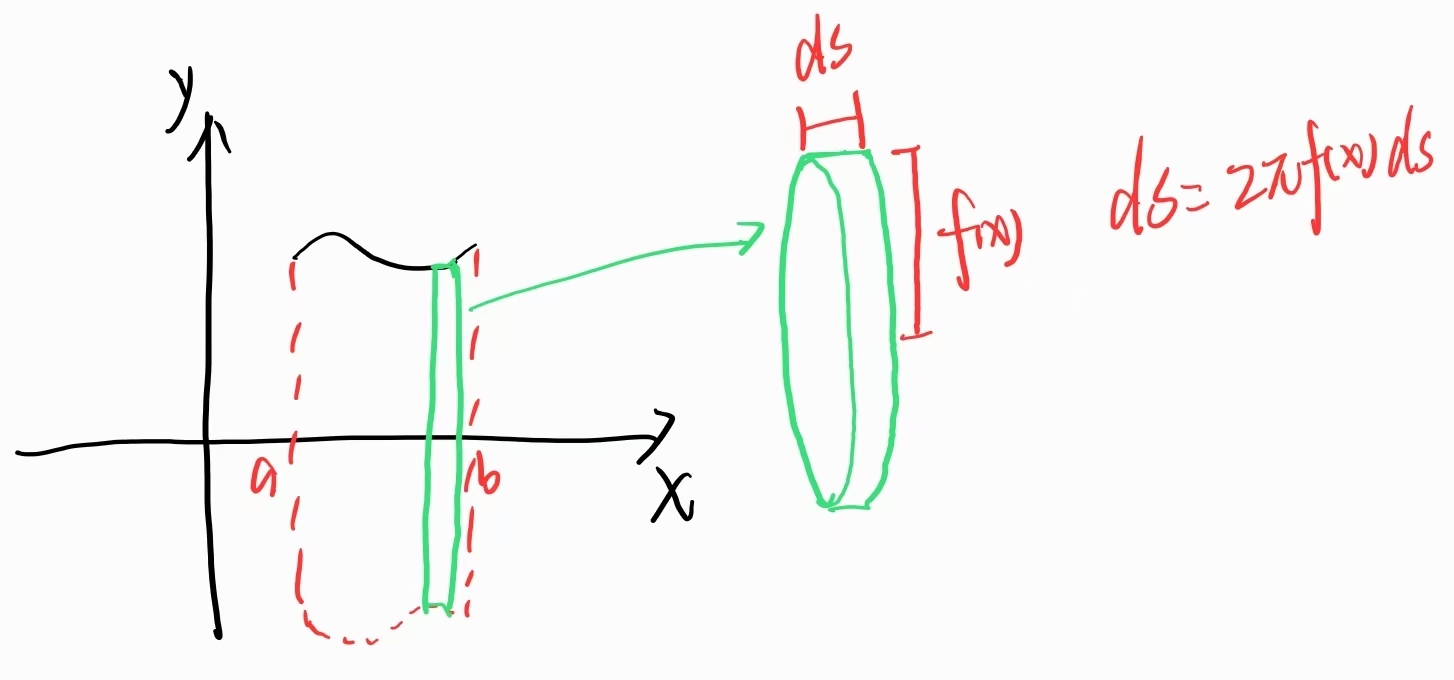 y
a
b
x
ds
f(x)
ds = 2πf(x)ds